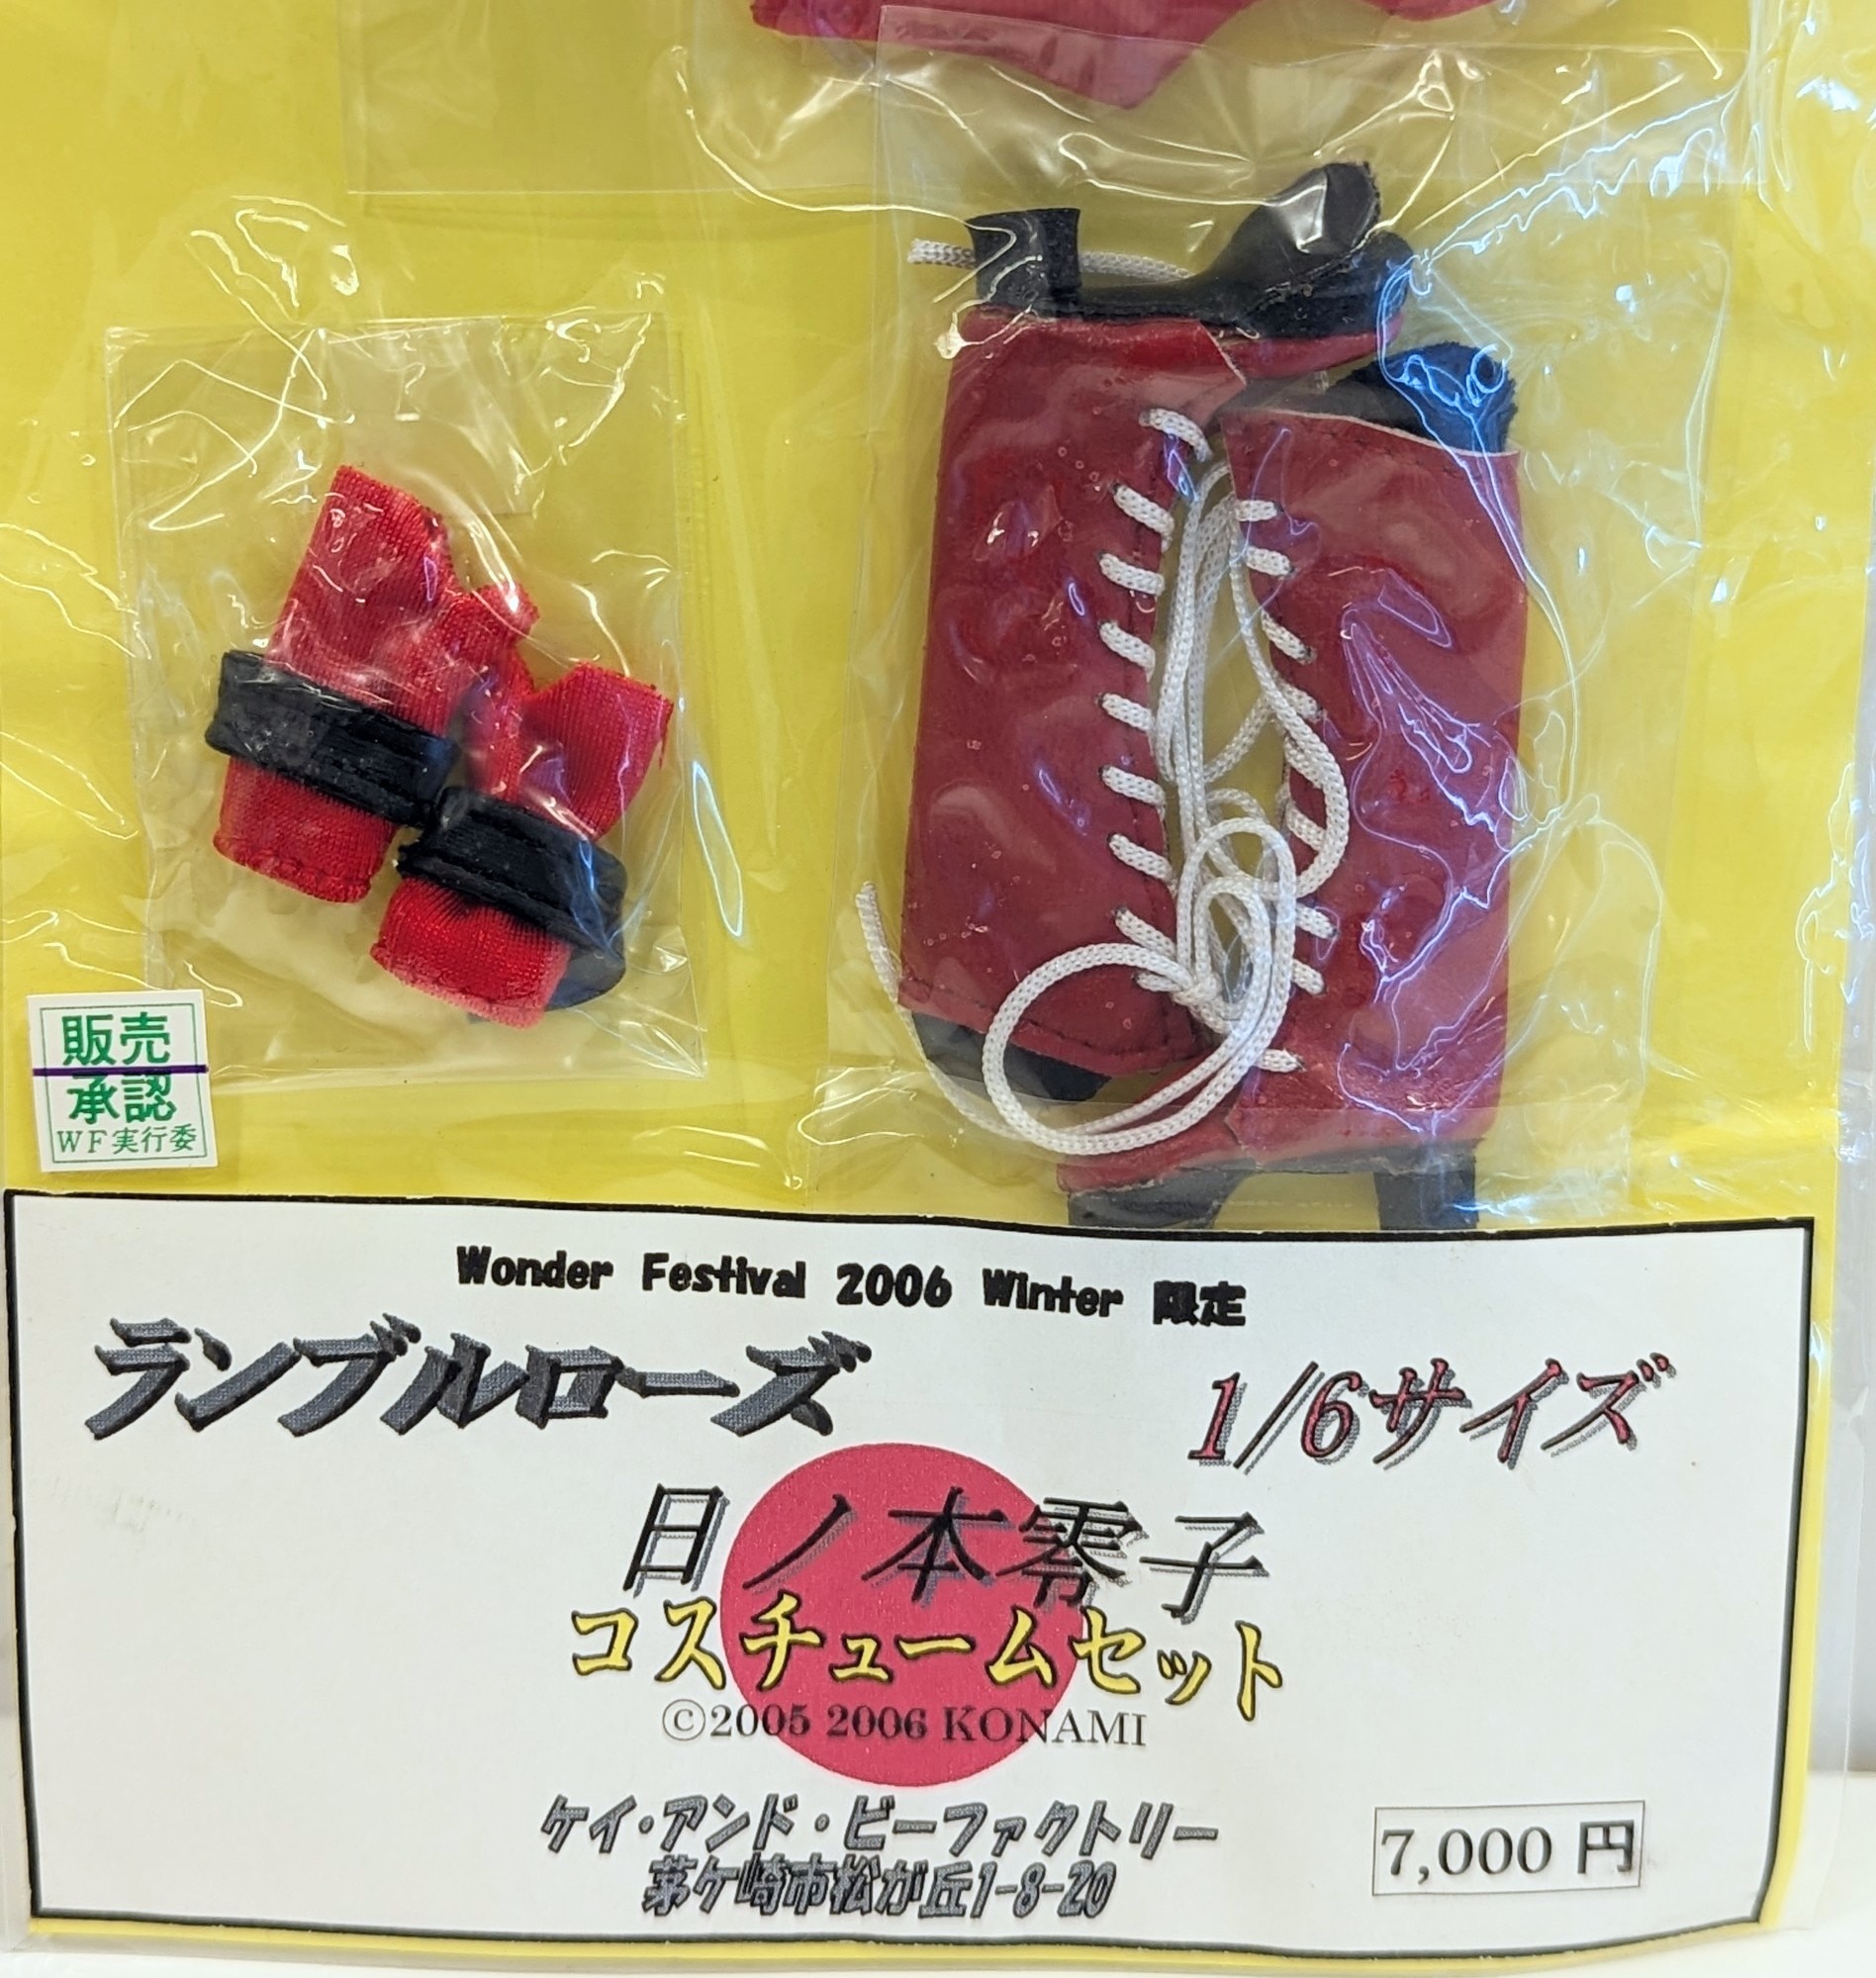 販売
承認
WF実行委
Wonder Festival 2006 Winter 限定
ランブルローズ
1/6サイズ
日ノ本零子
コスチュームセット
©2005 2006 KONAMI
ケイ・アンド・ビーファクトリー
茅ケ崎市松が丘1-8-20
7,000 円